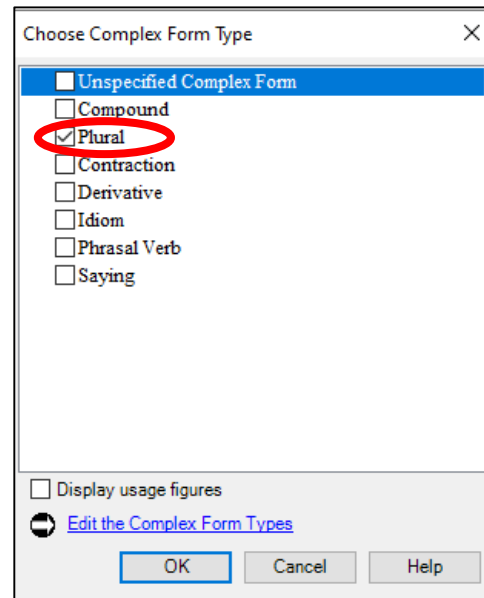 Choose Complex Form Type
Unspecified Complex Form
Compound
Plural
Contraction
Derivative
Idiom
Phrasal Verb
Saying
Display usage figures
Edit the Complex Form Types
OK Cancel Help